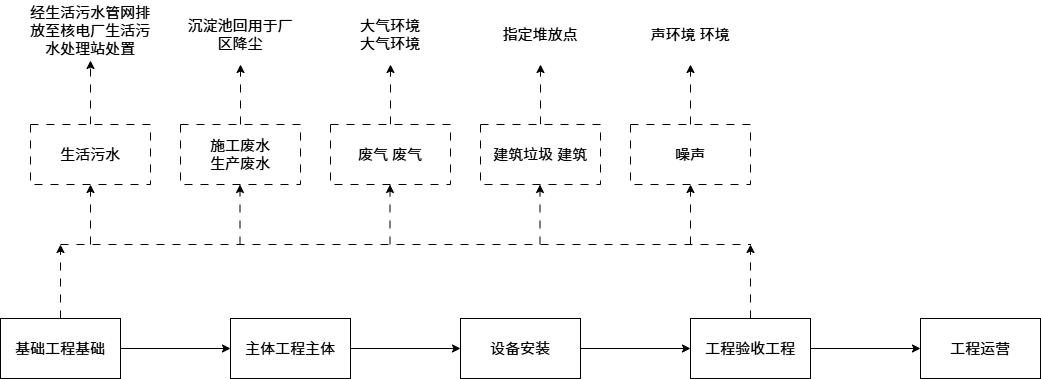 经生活污水管网排
放至核电厂生活污
水处理站处置
沉淀池回用于厂
区降尘
大气环境
大气环境
指定堆放点
声环境 环境
生活污水
施工废水
生产废水
废气 废气
建筑垃圾 建筑
噪声
基础工程基础
主体工程主体
设备安装
工程验收工程
工程运营